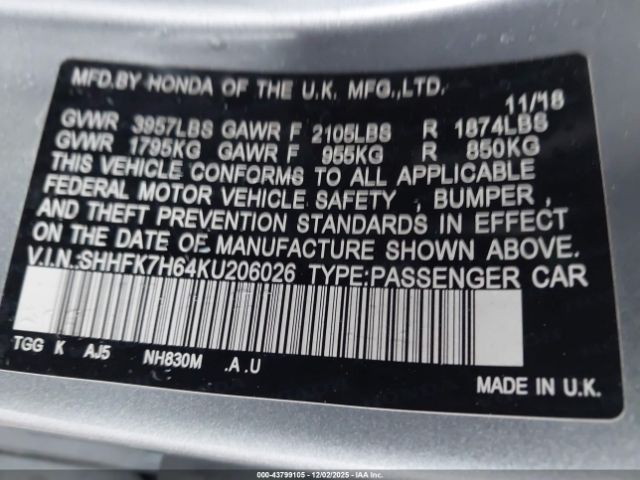 MFD.BY HONDA OF THE U.K. MFG.,LTD.
11/18
GVWR 3957LBS GAWR F 2105LBS R 1874LBS
GVWR 1795KG GAWR F 955KG R 850KG
THIS VEHICLE CONFORMS TO ALL APPLICABLE
FEDERAL MOTOR VEHICLE SAFETY , BUMPER ,
AND THEFT PREVENTION STANDARDS IN EFFECT
ON THE DATE OF MANUFACTURE SHOWN ABOVE.
V.I.N.:SHHFK7H64KU206026 TYPE:PASSENGER CAR
TGG K AJ5 NH830M .A .U
MADE IN U.K.
000-43799105 - 12/02/2025 - IAA Inc.